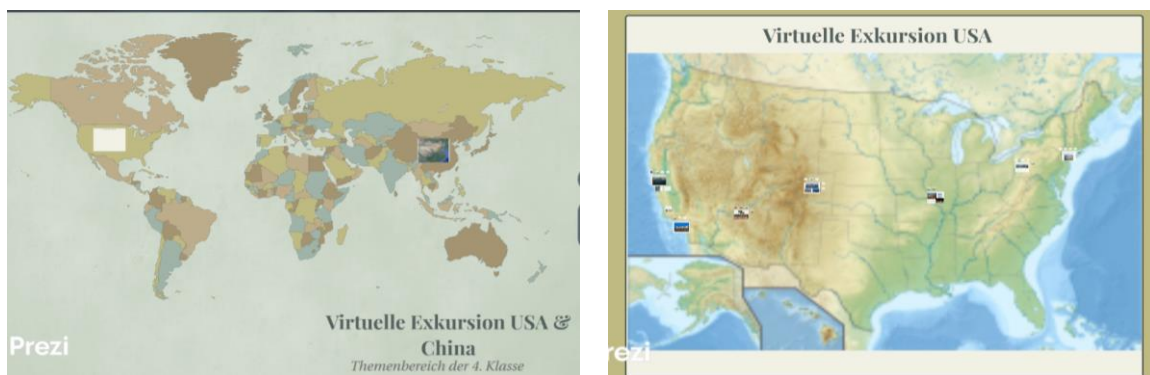 Virtuelle Exkursion USA &
China
Themenbereich der 4. Klasse
Prezi
Virtuelle Exkursion USA
rezi